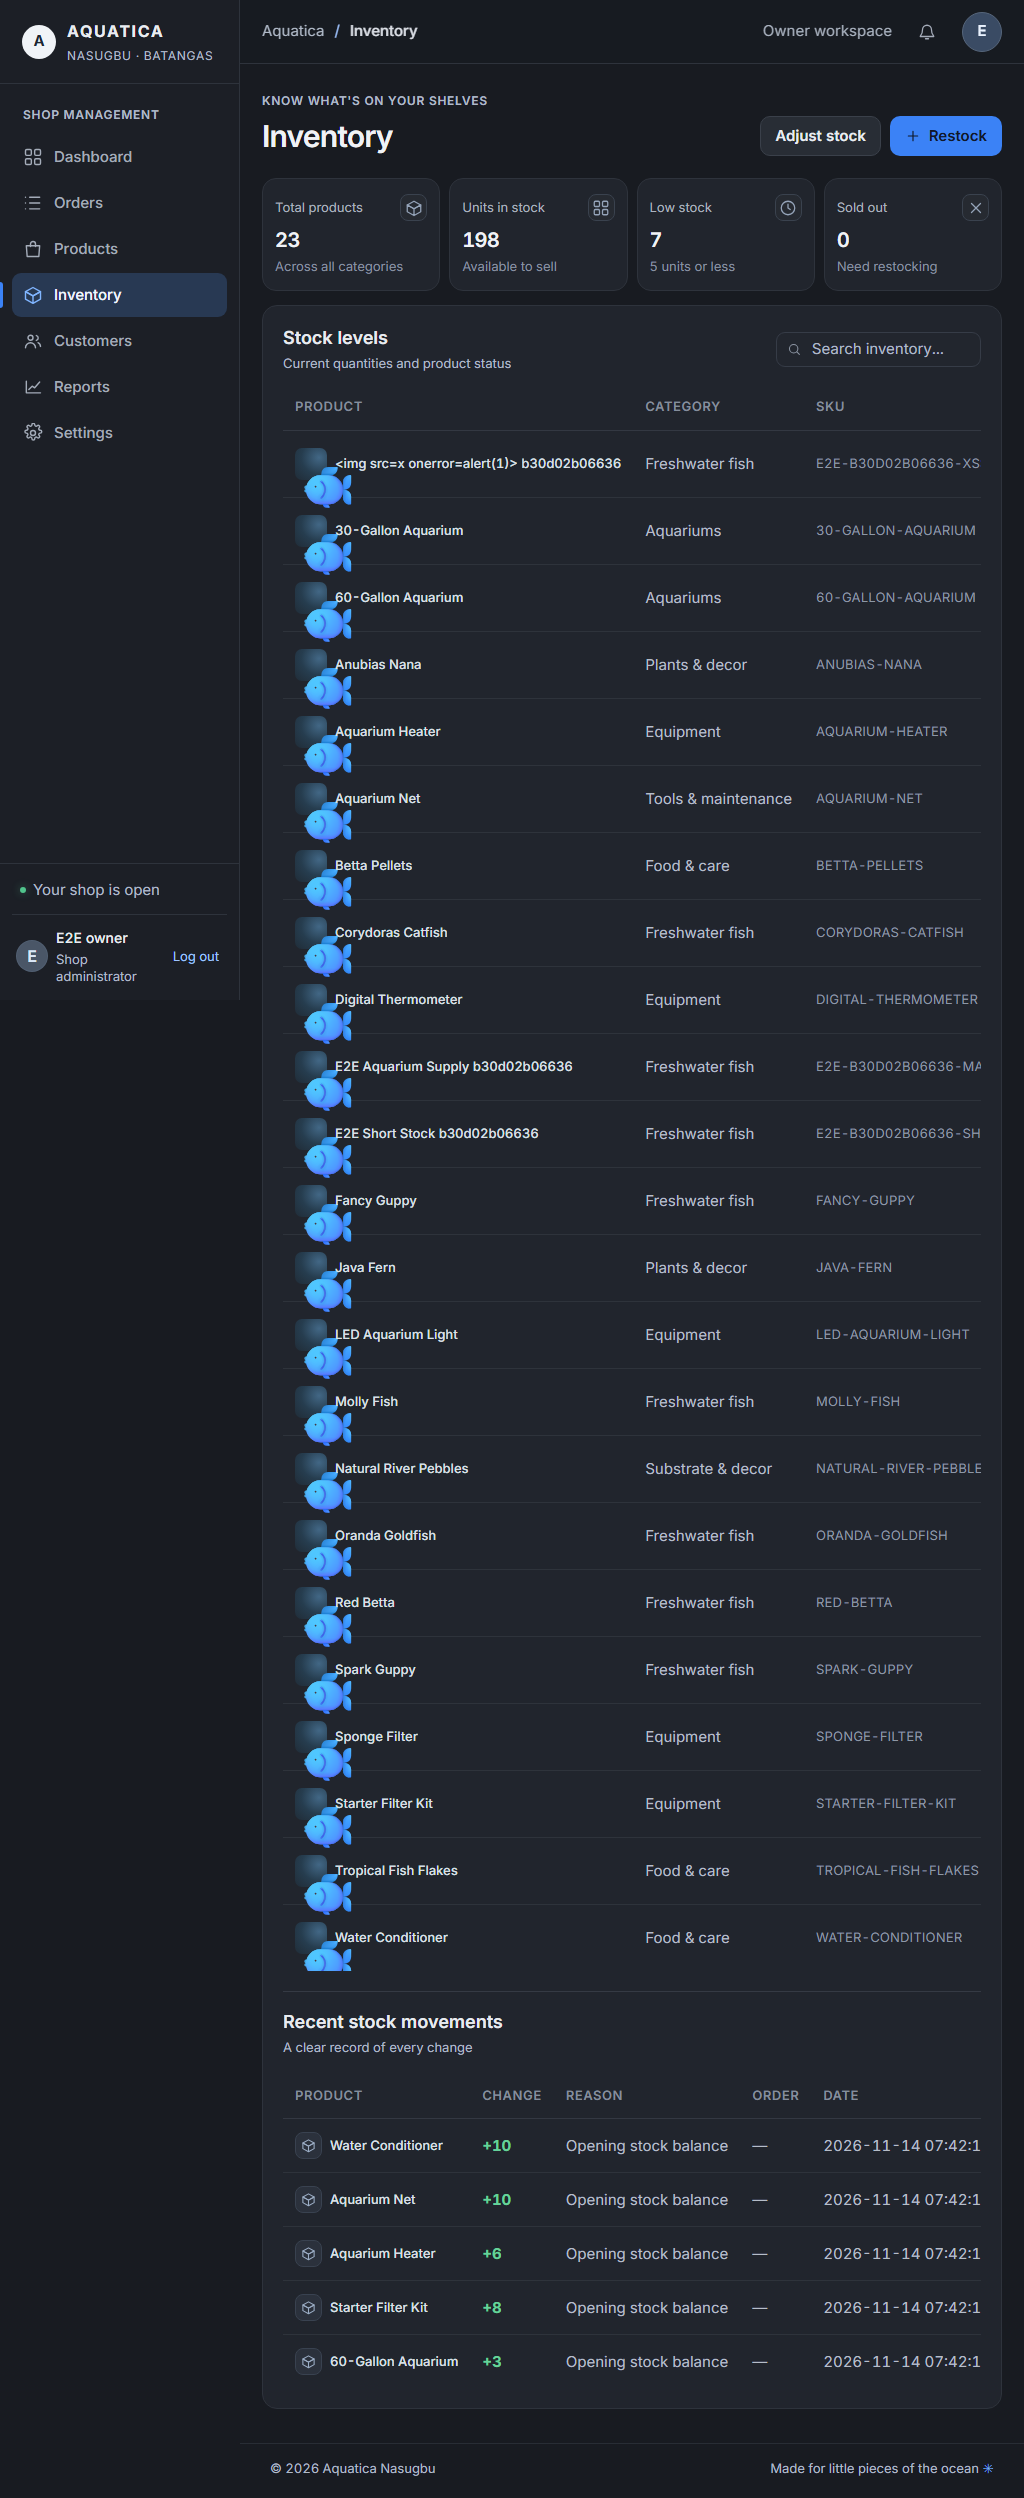 A
AQUATICA
NASUGBU · BATANGAS
SHOP MANAGEMENT
Dashboard
Orders
Products
Inventory
Customers
Reports
Settings
Your shop is open
E
E2E owner
Shop administrator
Log out
Aquatica / Inventory
Owner workspace
E
KNOW WHAT'S ON YOUR SHELVES
Inventory
Adjust stock
+ Restock
Total products
23
Across all categories
Units in stock
198
Available to sell
Low stock
7
5 units or less
Sold out
0
Need restocking
Stock levels
Current quantities and product status
Search inventory...
PRODUCT CATEGORY SKU
<img src=x onerror=alert(1)> b30d02b06636 Freshwater fish E2E-B30D02B06636-XS
30-Gallon Aquarium Aquariums 30-GALLON-AQUARIUM
60-Gallon Aquarium Aquariums 60-GALLON-AQUARIUM
Anubias Nana Plants & decor ANUBIAS-NANA
Aquarium Heater Equipment AQUARIUM-HEATER
Aquarium Net Tools & maintenance AQUARIUM-NET
Betta Pellets Food & care BETTA-PELLETS
Corydoras Catfish Freshwater fish CORYDORAS-CATFISH
Digital Thermometer Equipment DIGITAL-THERMOMETER
E2E Aquarium Supply b30d02b06636 Freshwater fish E2E-B30D02B06636-MA
E2E Short Stock b30d02b06636 Freshwater fish E2E-B30D02B06636-SH
Fancy Guppy Freshwater fish FANCY-GUPPY
Java Fern Plants & decor JAVA-FERN
LED Aquarium Light Equipment LED-AQUARIUM-LIGHT
Molly Fish Freshwater fish MOLLY-FISH
Natural River Pebbles Substrate & decor NATURAL-RIVER-PEBBLE
Oranda Goldfish Freshwater fish ORANDA-GOLDFISH
Red Betta Freshwater fish RED-BETTA
Spark Guppy Freshwater fish SPARK-GUPPY
Sponge Filter Equipment SPONGE-FILTER
Starter Filter Kit Equipment STARTER-FILTER-KIT
Tropical Fish Flakes Food & care TROPICAL-FISH-FLAKES
Water Conditioner Food & care WATER-CONDITIONER
Recent stock movements
A clear record of every change
PRODUCT CHANGE REASON ORDER DATE
Water Conditioner +10 Opening stock balance — 2026-11-14 07:42:1
Aquarium Net +10 Opening stock balance — 2026-11-14 07:42:1
Aquarium Heater +6 Opening stock balance — 2026-11-14 07:42:1
Starter Filter Kit +8 Opening stock balance — 2026-11-14 07:42:1
60-Gallon Aquarium +3 Opening stock balance — 2026-11-14 07:42:1
© 2026 Aquatica Nasugbu
Made for little pieces of the ocean ✳